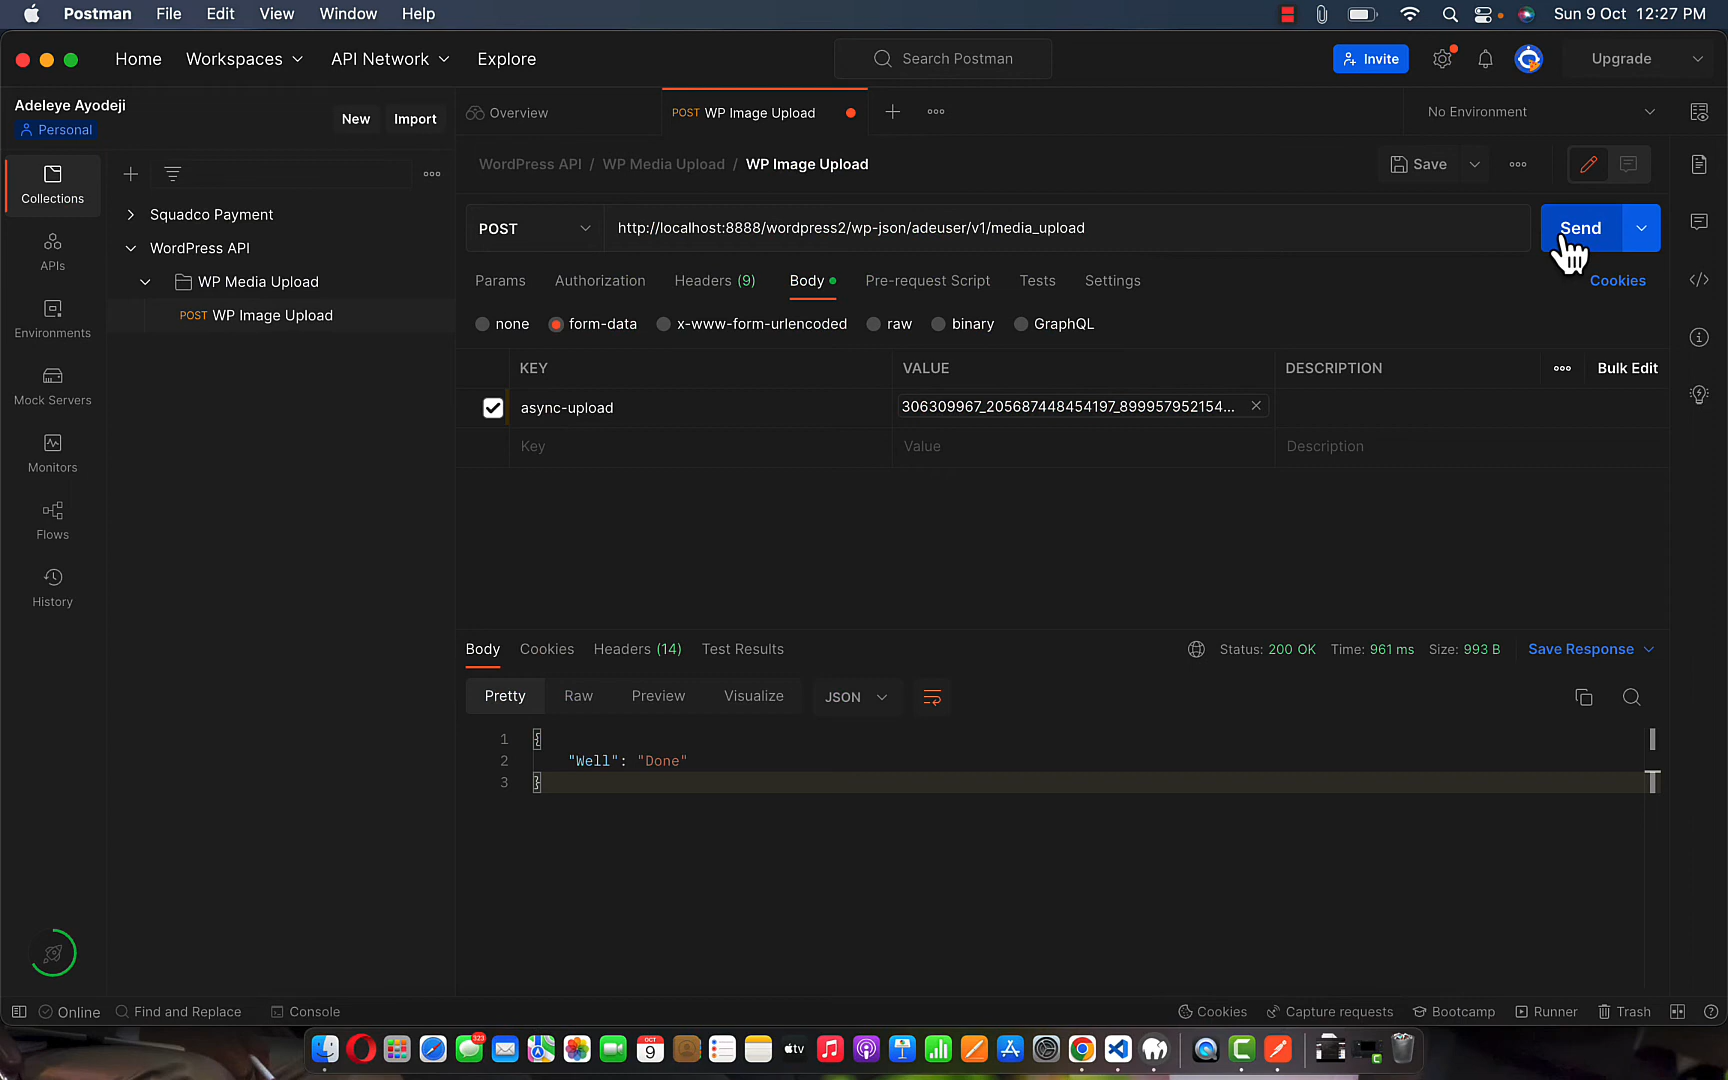 Postman File Edit View Window Help Sun 9 Oct 12:27 PM
Home Workspaces API Network Explore Search Postman Invite Upgrade
Adeleye Ayodeji
Personal
New Import
Overview POST WP Image Upload No Environment
WordPress API / WP Media Upload / WP Image Upload Save
Collections
APIs
Environments
Mock Servers
Monitors
Flows
History
Squadco Payment
WordPress API
WP Media Upload
POST WP Image Upload
POST http://localhost:8888/wordpress2/wp-json/adeuser/v1/media_upload Send
Params Authorization Headers (9) Body Pre-request Script Tests Settings Cookies
none form-data x-www-form-urlencoded raw binary GraphQL
KEY VALUE DESCRIPTION Bulk Edit
async-upload 306309967_205687448454197_899957952154...
Key Value Description
Body Cookies Headers (14) Test Results Status: 200 OK Time: 961 ms Size: 993 B Save Response
Pretty Raw Preview Visualize JSON
1 {
2 "Well": "Done"
3 }
Online Find and Replace Console Cookies Capture requests Bootcamp Runner Trash
323
OCT
9
tv